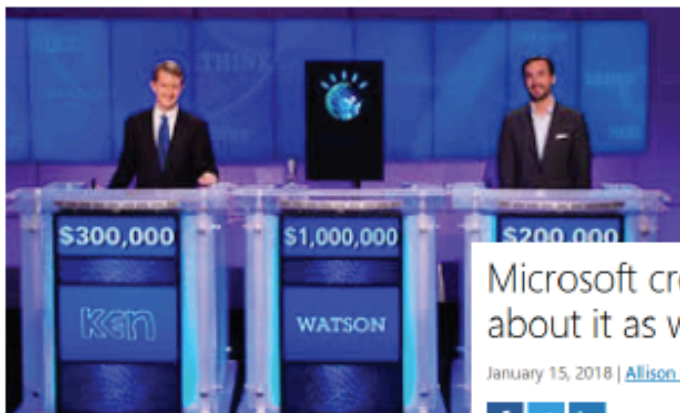 THINK
$300,000
$1,000,000
$200,000
Ken
WATSON
Microsoft cr
about it as w
January 15, 2018 | Allison